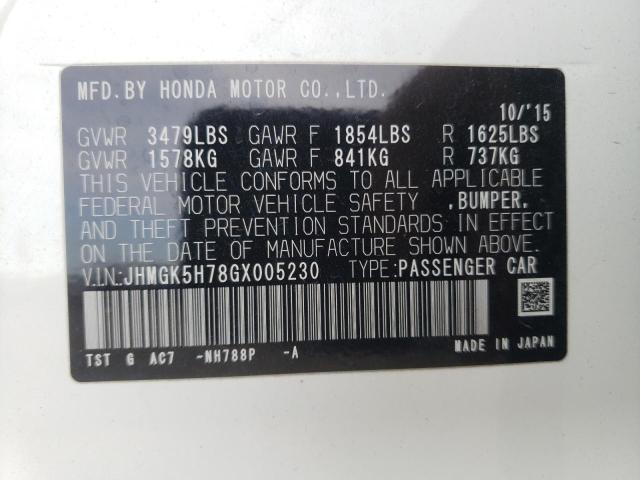 MFD. BY HONDA MOTOR CO.,LTD.
10/'15
GVWR 3479LBS GAWR F 1854LBS R 1625LBS
GVWR 1578KG GAWR F 841KG R 737KG
THIS VEHICLE CONFORMS TO ALL APPLICABLE
FEDERAL MOTOR VEHICLE SAFETY ,BUMPER,
AND THEFT PREVENTION STANDARDS IN EFFECT
ON THE DATE OF MANUFACTURE SHOWN ABOVE.
V.I.N.:JHMGK5H78GX005230 TYPE:PASSENGER CAR
TST G AC7 -NH788P -A MADE IN JAPAN